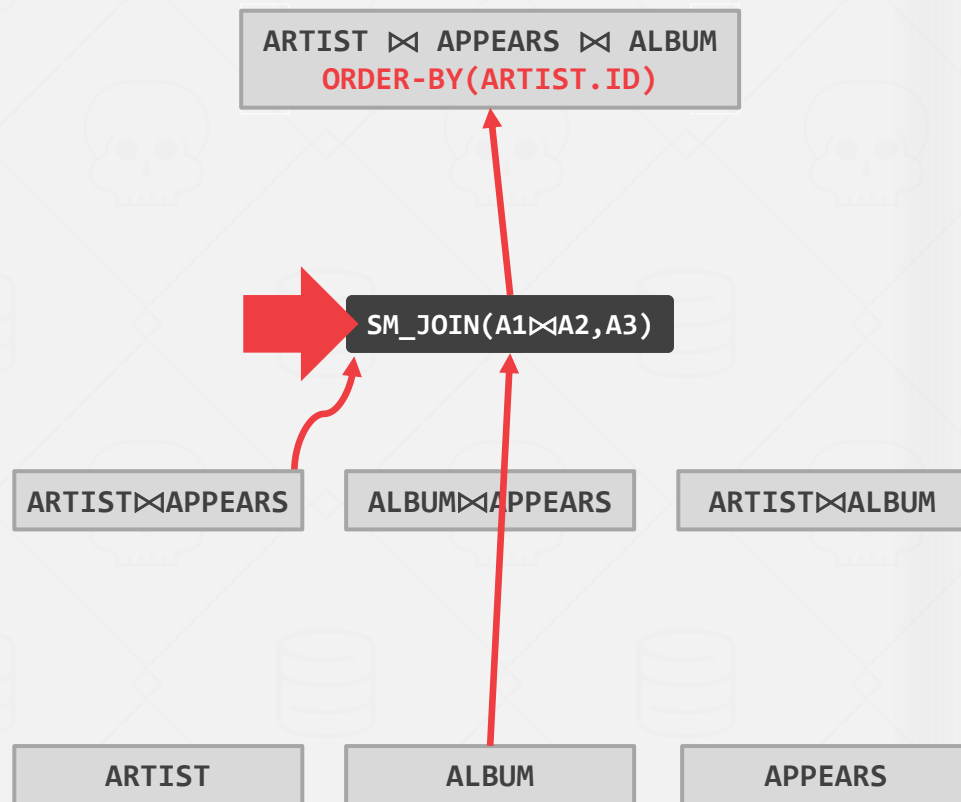 ARTIST ⋈ APPEARS ⋈ ALBUM
ORDER-BY(ARTIST.ID)
SM_JOIN(A1⋈A2,A3)
ARTIST⋈APPEARS
ALBUM⋈APPEARS
ARTIST⋈ALBUM
ARTIST
ALBUM
APPEARS